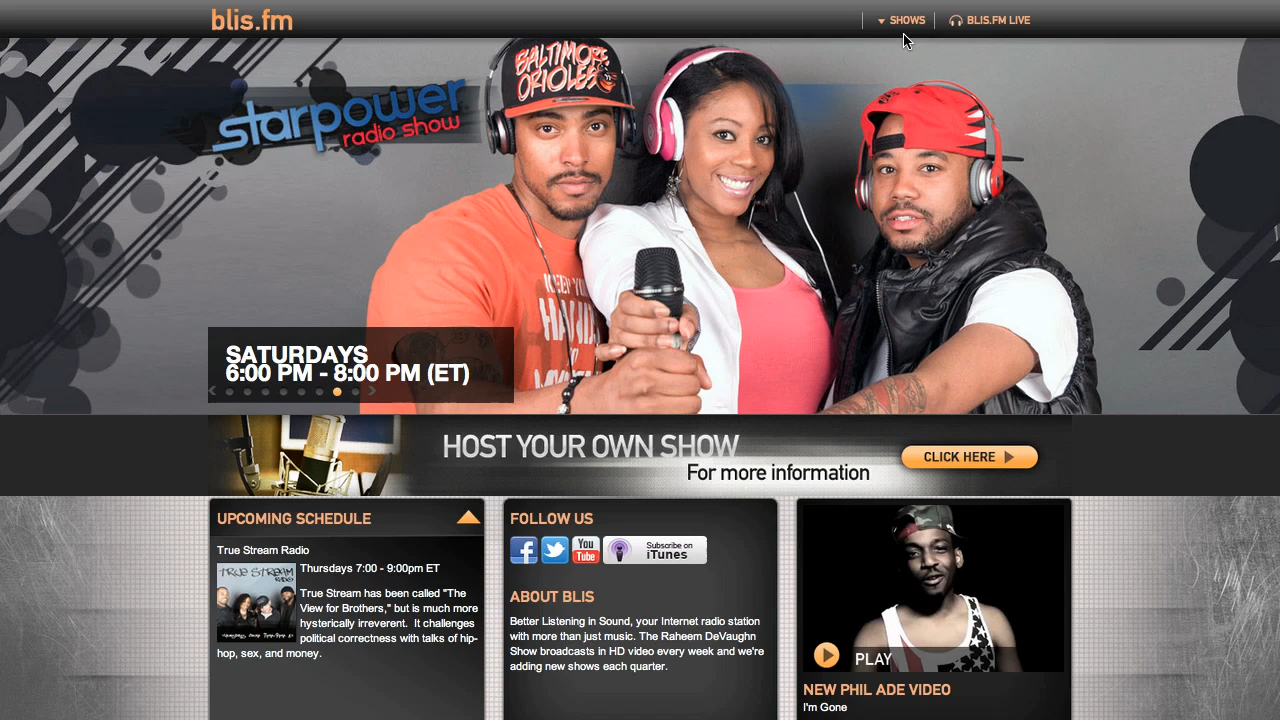 blis.fm
SHOWS
BLIS.FM LIVE
BALTIMORE
ORIOLES
starpower
radio show
SATURDAYS
6:00 PM - 8:00 PM (ET)
HOST YOUR OWN SHOW
For more information
CLICK HERE
UPCOMING SCHEDULE
True Stream Radio
TRUE STREAM
RADIO
Thursdays 7:00 - 9:00pm ET
True Stream has been called "The
View for Brothers," but is much more
hysterically irreverent. It challenges
political correctness with talks of hip-
hop, sex, and money.
FOLLOW US
You
Tube
Subscribe on
iTunes
ABOUT BLIS
Better Listening in Sound, your Internet radio station
with more than just music. The Raheem DeVaughn
Show broadcasts in HD video every week and we're
adding new shows each quarter.
PLAY
NEW PHIL ADE VIDEO
I'm Gone